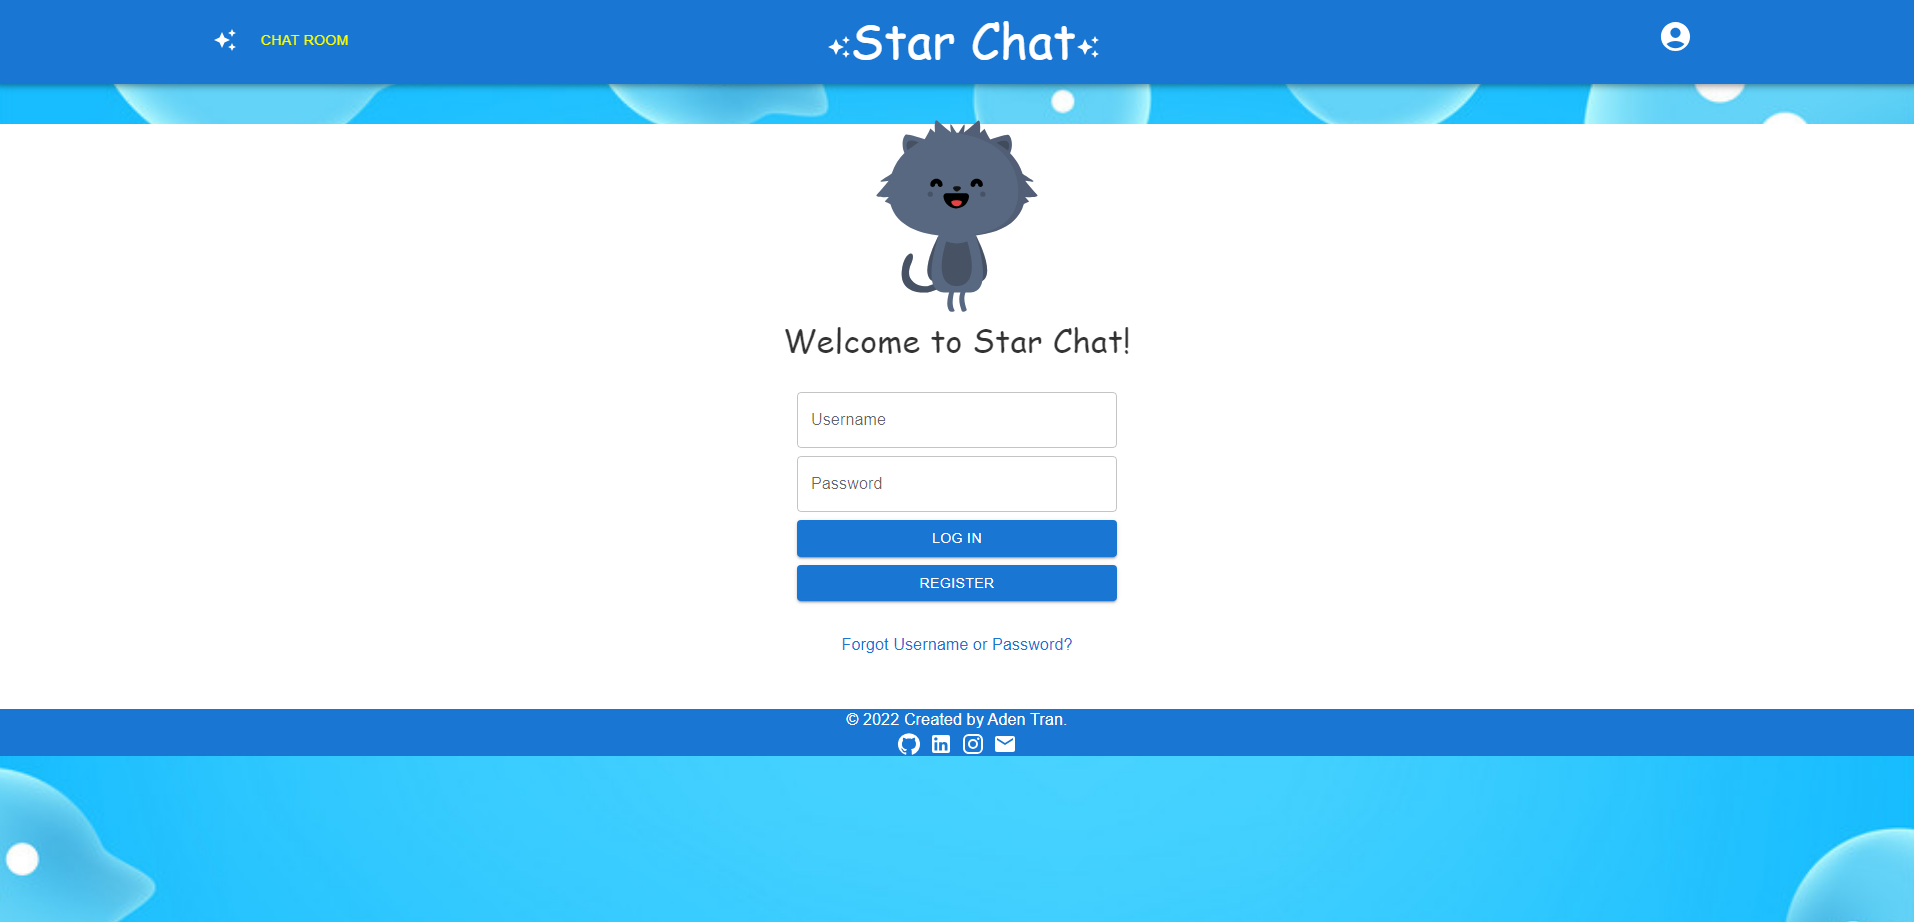 CHAT ROOM
Star Chat
Welcome to Star Chat!
Username
Password
LOG IN
REGISTER
Forgot Username or Password?
© 2022 Created by Aden Tran.